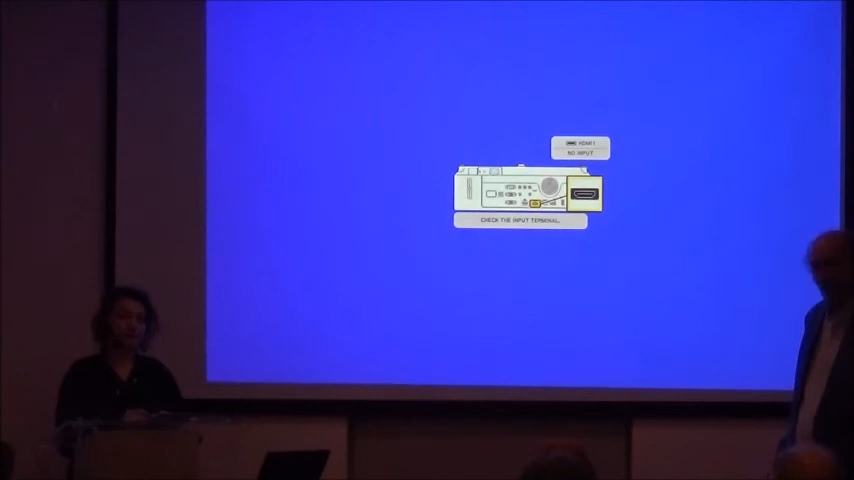 HDMI1
NO INPUT
CHECK THE INPUT TERMINAL.